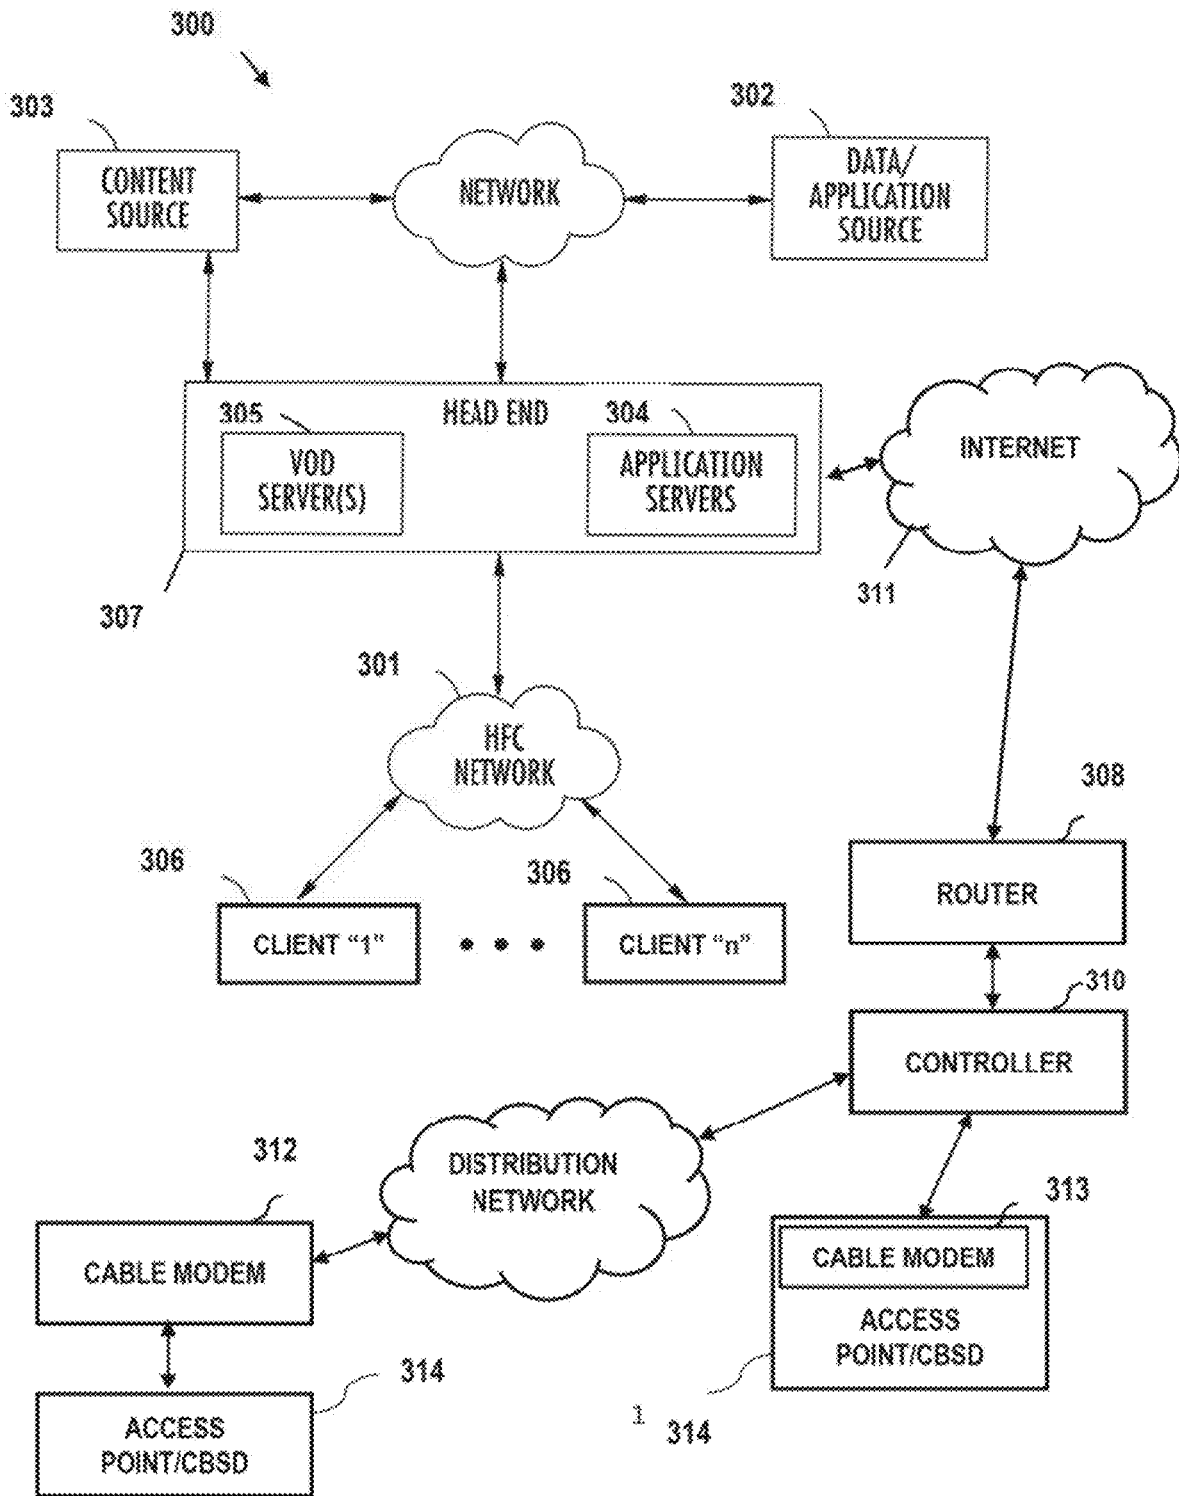 300
303
302
CONTENT
SOURCE
NETWORK
DATA/
APPLICATION
SOURCE
305
HEAD END
304
VOD
SERVER(S)
APPLICATION
SERVERS
INTERNET
307
311
301
HFC
NETWORK
308
306
306
ROUTER
CLIENT "1"
• • •
CLIENT "n"
310
CONTROLLER
312
DISTRIBUTION
NETWORK
313
CABLE MODEM
CABLE MODEM
ACCESS
POINT/CBSD
314
1
314
ACCESS
POINT/CBSD